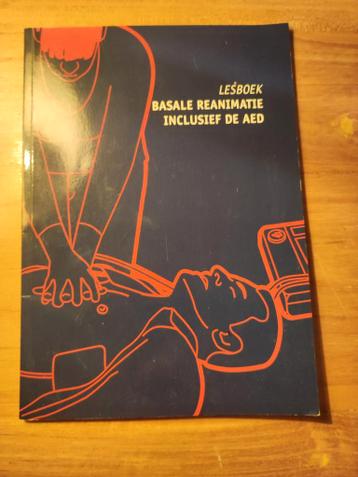 LESBOEK
BASALE REANIMATIE
INCLUSIEF DE AED